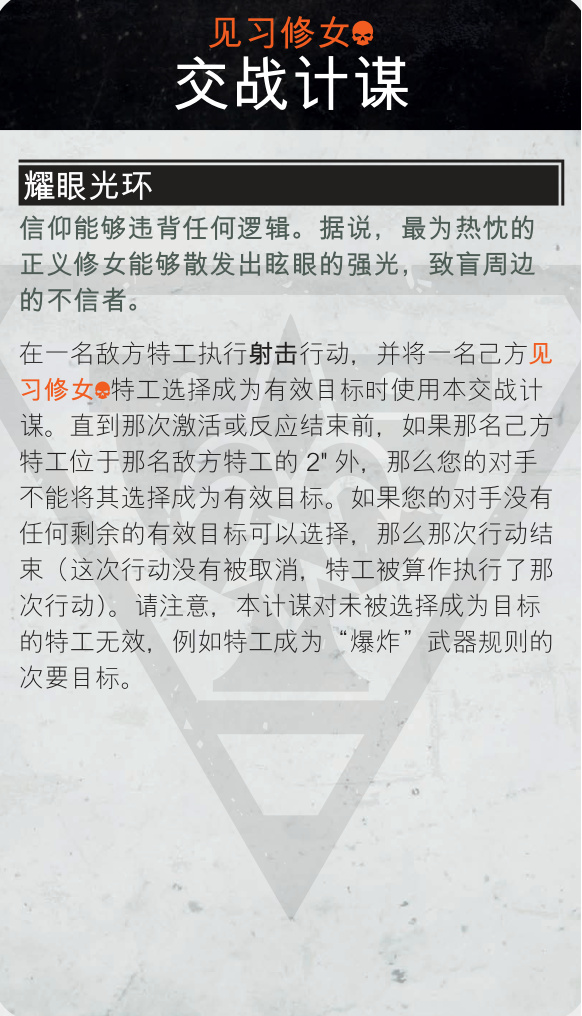 见习修女
交战计谋
耀眼光环
信仰能够违背任何逻辑。据说，最为热忱的
正义修女能够散发出眩眼的强光，致盲周边
的不信者。
在一名敌方特工执行射击行动，并将一名己方见
习修女特工选择成为有效目标时使用本交战计
谋。直到那次激活或反应结束前，如果那名己方
特工位于那名敌方特工的 2" 外，那么您的对手
不能将其选择成为有效目标。如果您的对手没有
任何剩余的有效目标可以选择，那么那次行动结
束（这次行动没有被取消，特工被算作执行了那
次行动）。请注意，本计谋对未被选择成为目标
的特工无效，例如特工成为“爆炸”武器规则的
次要目标。